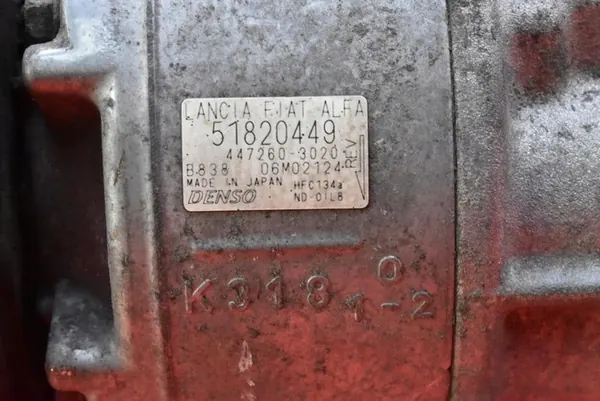 LANCIA FIAT ALFA
51820449
447260-3020
B838 06M02124
REV
MADE IN JAPAN HFC134a
DENSO ND-OIL8
K318 0
1-2